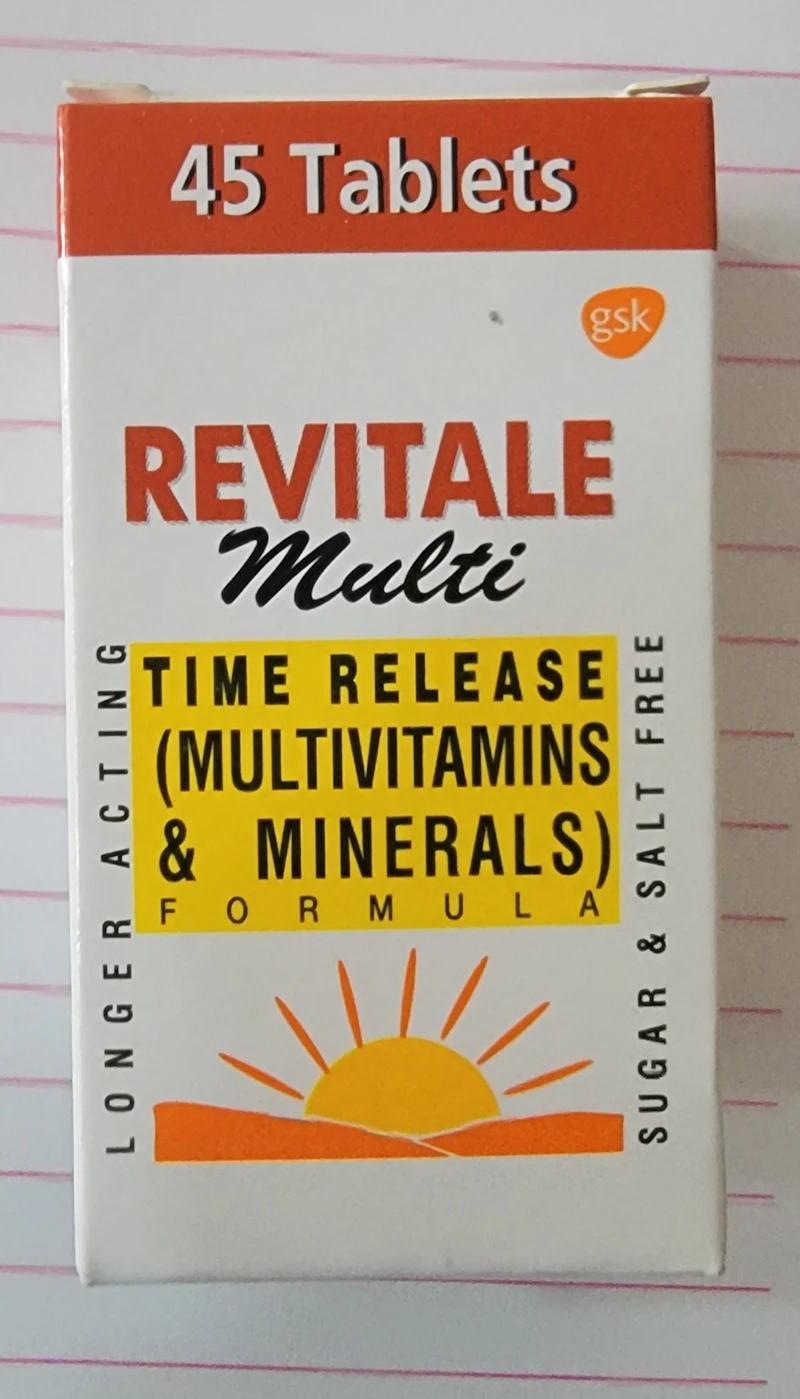 45 Tablets
gsk
REVITALE
Multi
TIME RELEASE
(MULTIVITAMINS
& MINERALS)
FORMULA
LONGER ACTING
SUGAR & SALT FREE